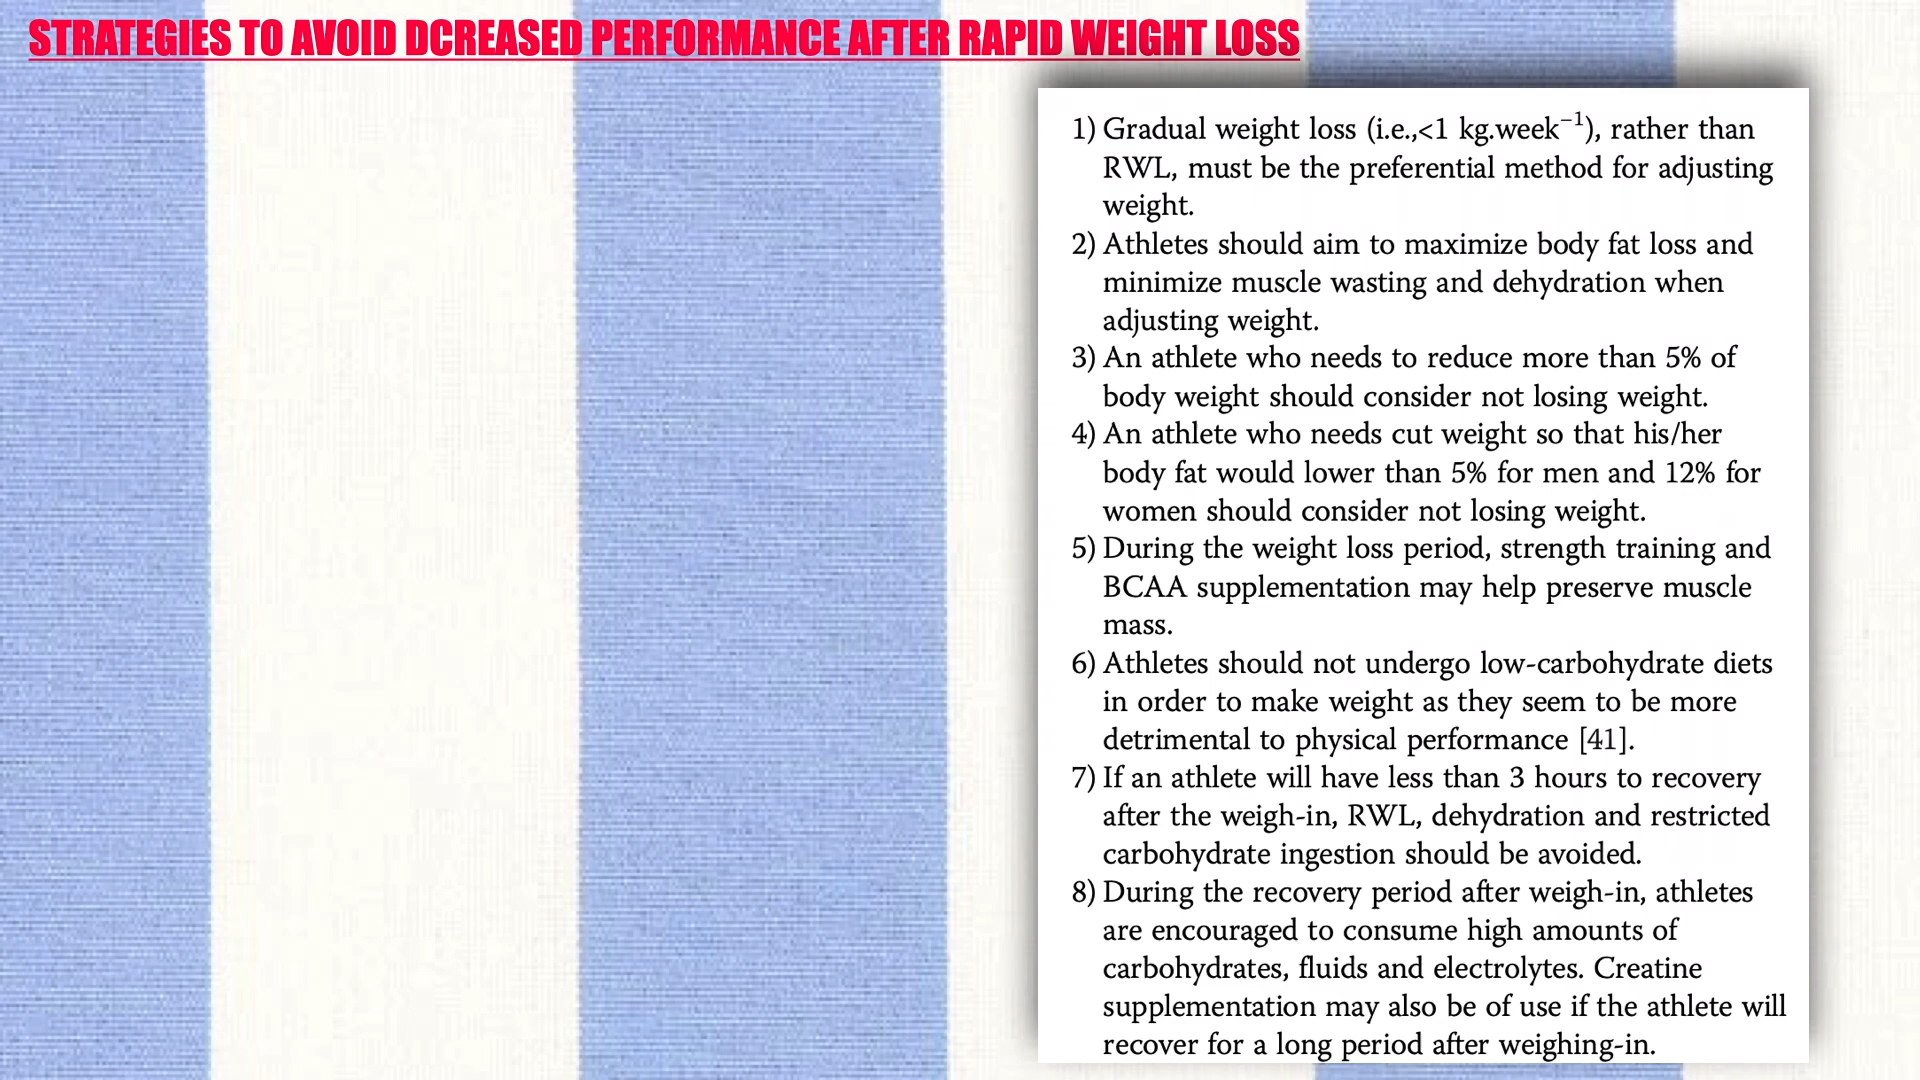 STRATEGIES TO AVOID DCREASED PERFORMANCE AFTER RAPID WEIGHT LOSS
1) Gradual weight loss (i.e.,<1 kg.week⁻¹), rather than
RWL, must be the preferential method for adjusting
weight.
2) Athletes should aim to maximize body fat loss and
minimize muscle wasting and dehydration when
adjusting weight.
3) An athlete who needs to reduce more than 5% of
body weight should consider not losing weight.
4) An athlete who needs cut weight so that his/her
body fat would lower than 5% for men and 12% for
women should consider not losing weight.
5) During the weight loss period, strength training and
BCAA supplementation may help preserve muscle
mass.
6) Athletes should not undergo low-carbohydrate diets
in order to make weight as they seem to be more
detrimental to physical performance [41].
7) If an athlete will have less than 3 hours to recovery
after the weigh-in, RWL, dehydration and restricted
carbohydrate ingestion should be avoided.
8) During the recovery period after weigh-in, athletes
are encouraged to consume high amounts of
carbohydrates, fluids and electrolytes. Creatine
supplementation may also be of use if the athlete will
recover for a long period after weighing-in.